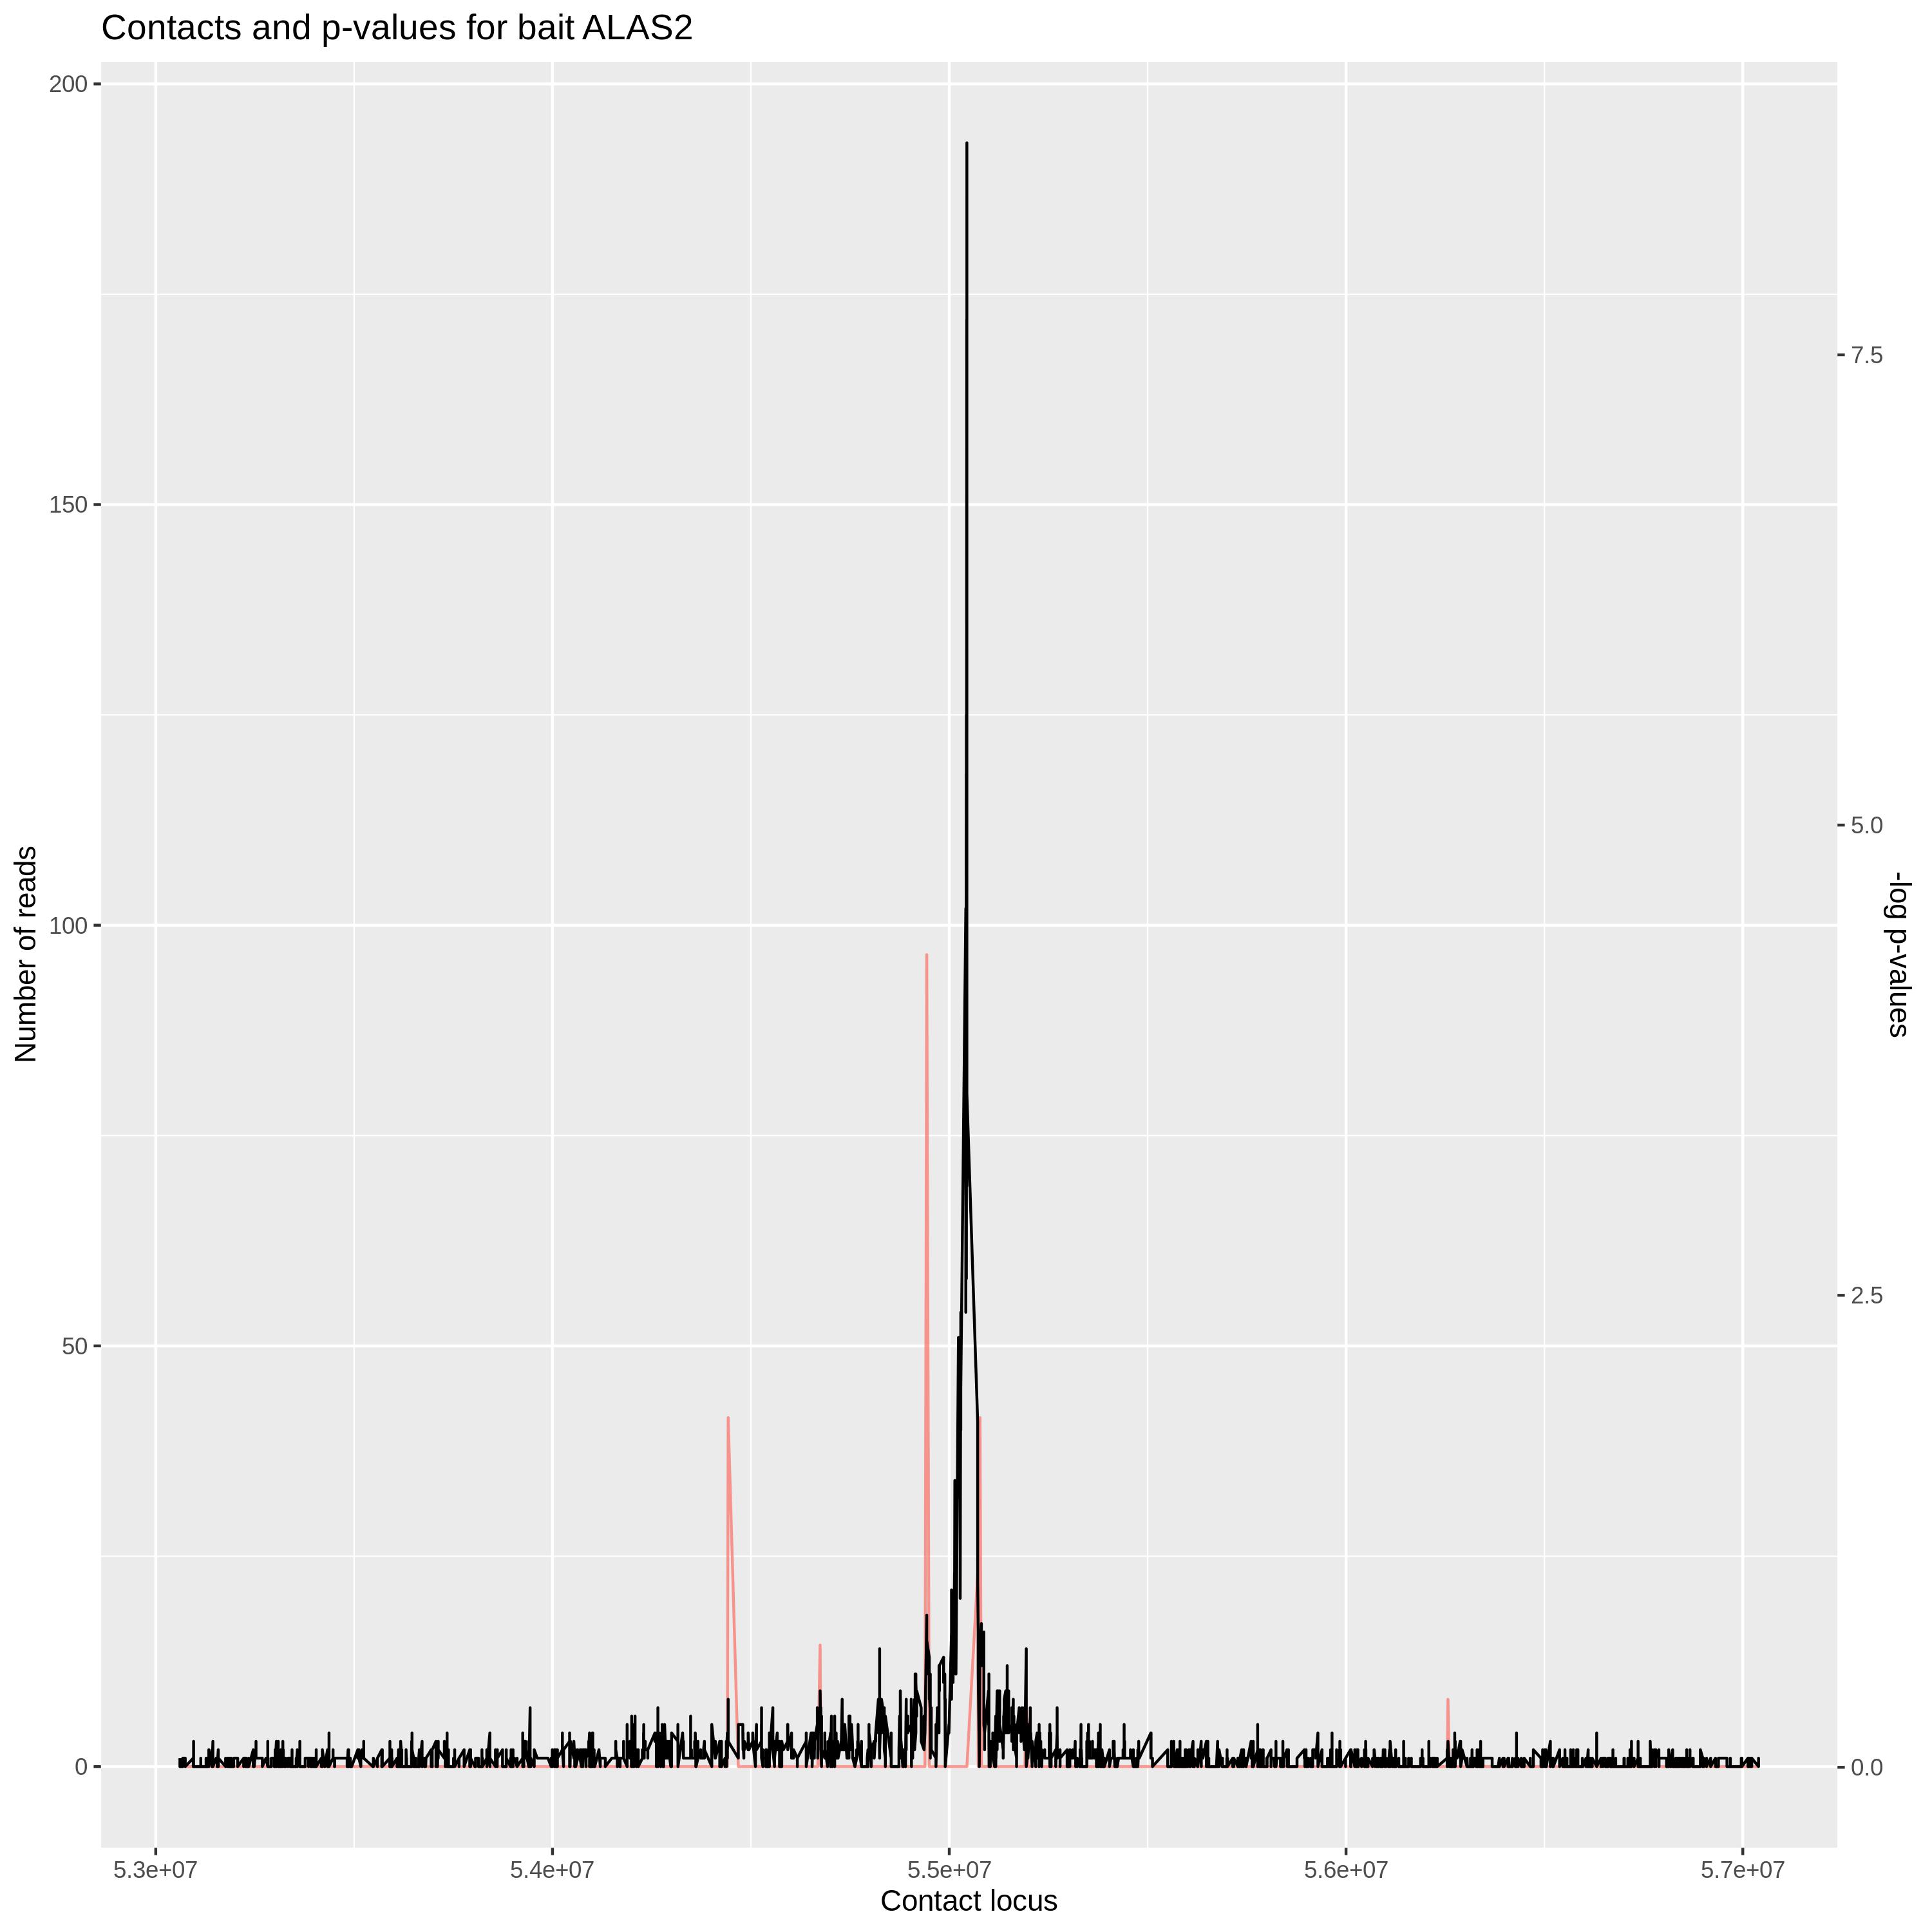 Contacts and p-values for bait ALAS2
200
150
100
50
0
Number of reads
7.5
5.0
2.5
0.0
-log p-values
5.3e+07
5.4e+07
5.5e+07
5.6e+07
5.7e+07
Contact locus